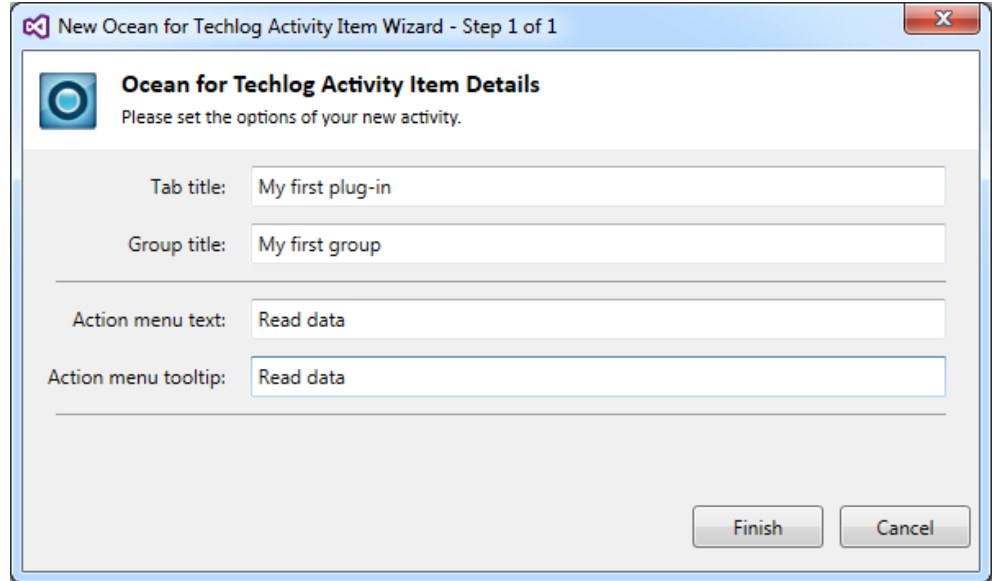 New Ocean for Techlog Activity Item Wizard - Step 1 of 1
Ocean for Techlog Activity Item Details
Please set the options of your new activity.
Tab title: My first plug-in
Group title: My first group
Action menu text: Read data
Action menu tooltip: Read data
Finish Cancel